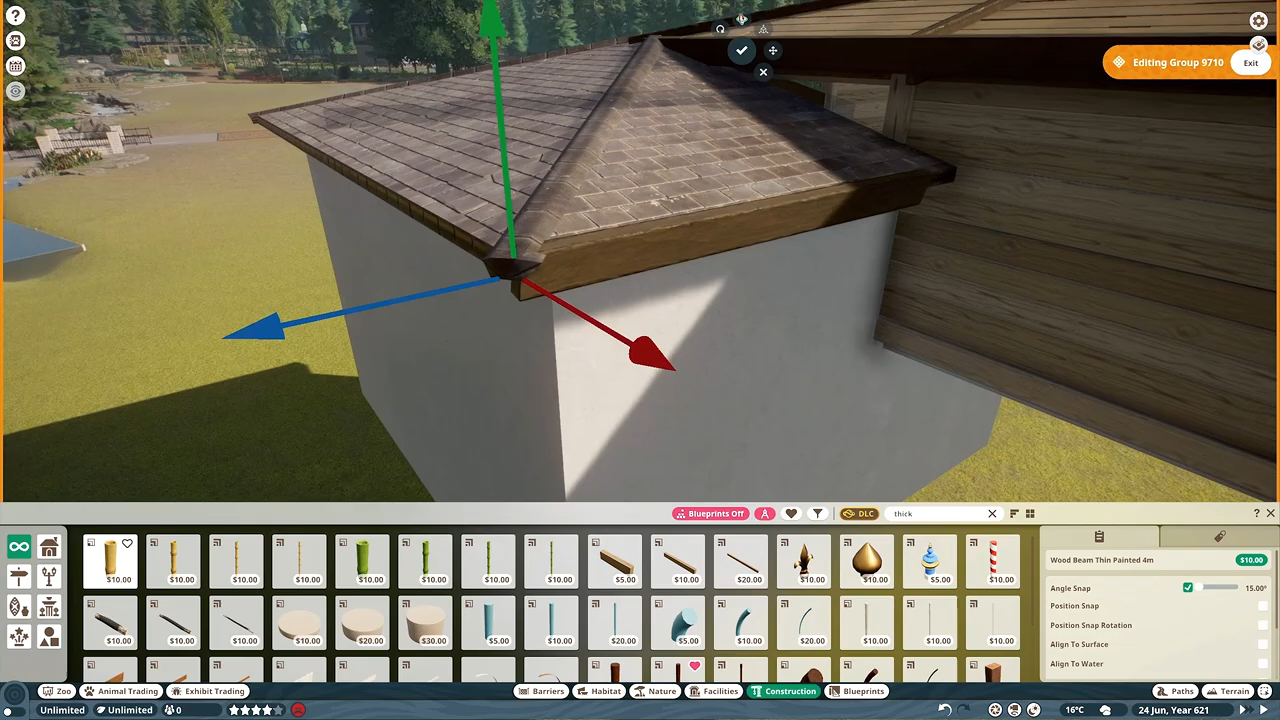 ?
Editing Group 9710 Exit
Blueprints Off DLC thick ? 
$10.00 $10.00 $10.00 $10.00 $10.00 $10.00 $10.00 $10.00 $5.00 $10.00 $20.00 $10.00 $10.00 $5.00 $10.00
$10.00 $10.00 $10.00 $10.00 $20.00 $30.00 $5.00 $10.00 $20.00 $5.00 $10.00 $20.00 $10.00 $10.00 $10.00
Wood Beam Thin Painted 4m $10.00
Angle Snap 15.00°
Position Snap
Position Snap Rotation
Align To Surface
Align To Water
Zoo Animal Trading Exhibit Trading Barriers Habitat Nature Facilities Construction Blueprints Paths Terrain
Unlimited Unlimited 0 16°C 24 Jun, Year 621